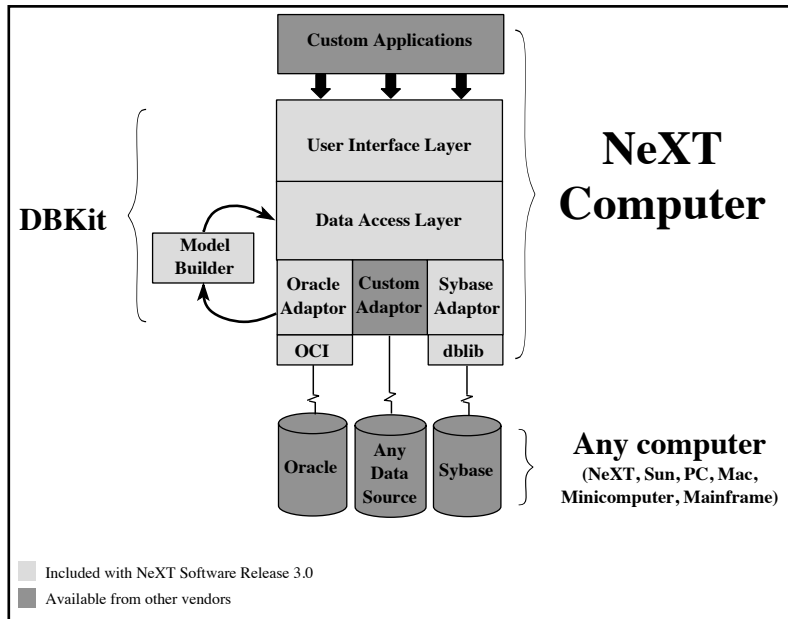 Custom Applications
User Interface Layer
NeXT
Computer
DBKit
Data Access Layer
Model
Builder
Oracle
Adaptor
Custom
Adaptor
Sybase
Adaptor
OCI
dblib
Oracle
Any
Data
Source
Sybase
Any computer
(NeXT, Sun, PC, Mac,
Minicomputer, Mainframe)
Included with NeXT Software Release 3.0
Available from other vendors